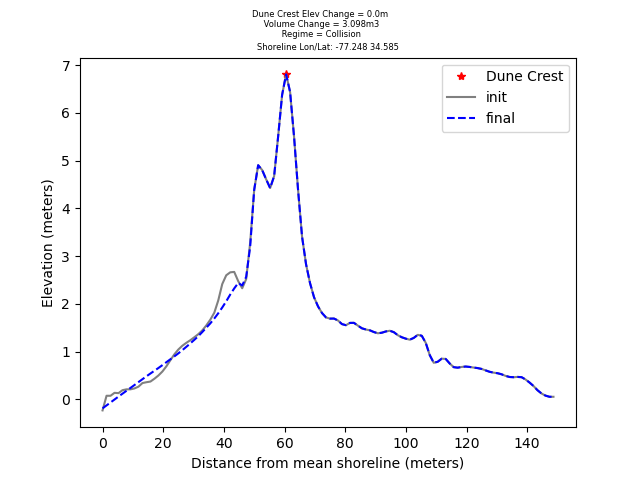 Dune Crest Elev Change = 0.0m
Volume Change = 3.098m3
Regime = Collision
Shoreline Lon/Lat: -77.248 34.585
Dune Crest
init
final
7
6
5
4
3
2
1
0
Elevation (meters)
0 20 40 60 80 100 120 140
Distance from mean shoreline (meters)